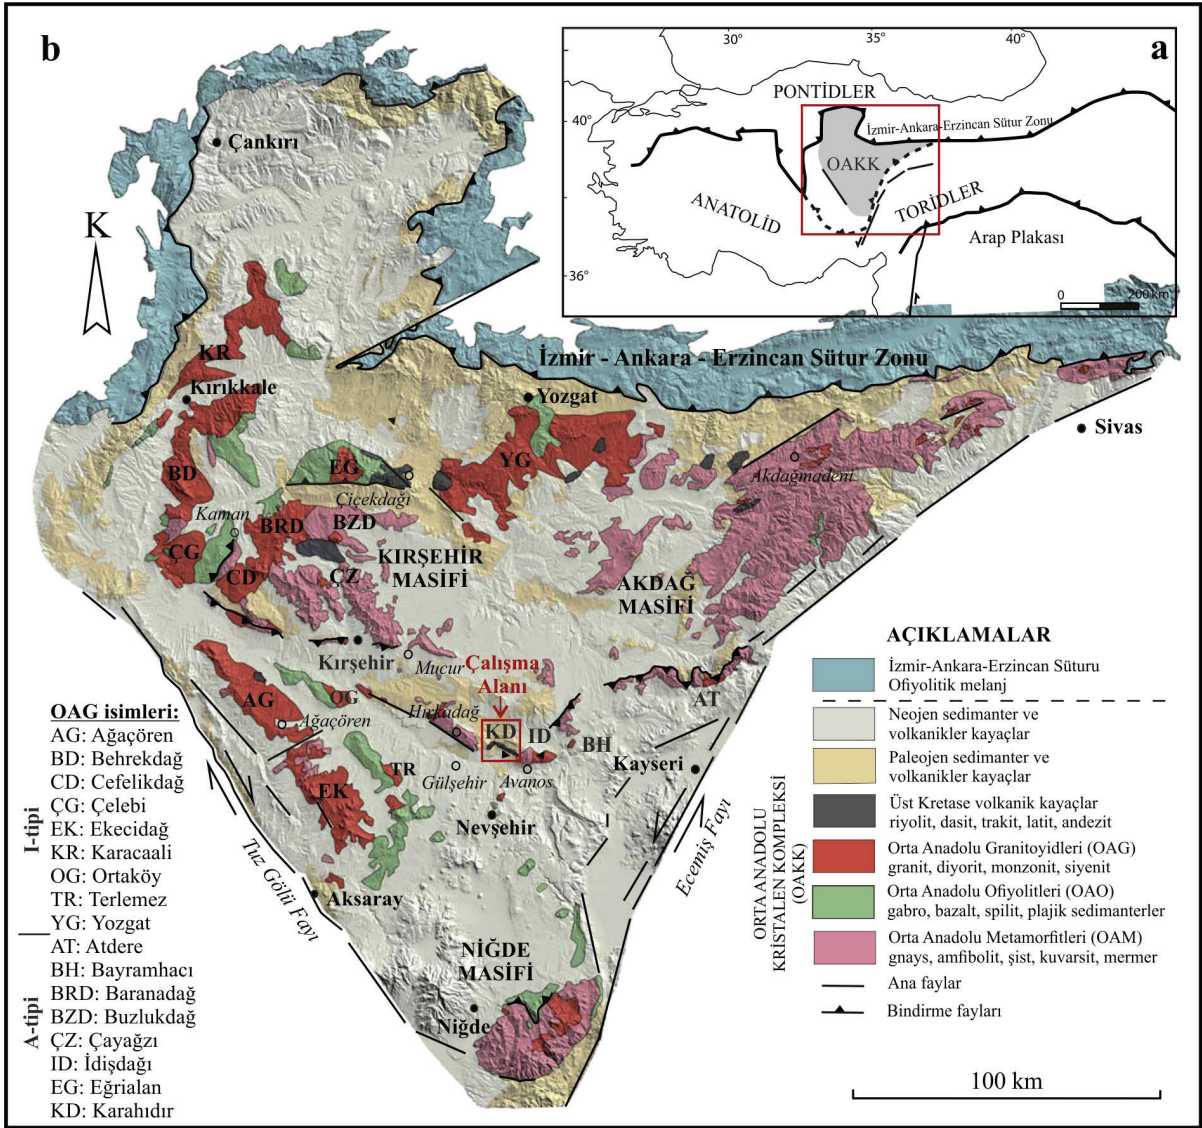 b
a
30°
35°
40°
40°
36°
PONTİDLER
İzmir-Ankara-Erzincan Sütur Zonu
OAKK
ANATOLİD
TORİDLER
Arap Plakası
0
200 km
K
Çankırı
KR
Kırıkkale
İzmir - Ankara - Erzincan Sütur Zonu
Yozgat
Sivas
BD
EG
YG
Akdağmadeni
Çiçekdağı
Kaman
BRD
BZD
ÇG
CD
KIRŞEHİR
MASİFİ
ÇZ
AKDAĞ
MASİFİ
Kırşehir
Mucur
Çalışma
Alanı
AG
OG
Ağaçören
Hırkadağ
KD
ID
BH
AT
TR
Gülşehir
Avanos
Kayseri
EK
Nevşehir
Tuz Gölü Fayı
Ecemiş Fayı
Aksaray
NİĞDE
MASİFİ
Niğde
OAG isimleri:
I-tipi
AG: Ağaçören
BD: Behrekdağ
CD: Cefelikdağ
ÇG: Çelebi
EK: Ekecidağ
KR: Karacaali
OG: Ortaköy
TR: Terlemez
YG: Yozgat
A-tipi
AT: Atdere
BH: Bayramhacı
BRD: Baranadağ
BZD: Buzlukdağ
ÇZ: Çayağzı
ID: İdişdağı
EG: Eğrialan
KD: Karahıdır
AÇIKLAMALAR
İzmir-Ankara-Erzincan Süturu
Ofiyolitik melanj
Neojen sedimanter ve
volkanikler kayaçlar
Paleojen sedimanter ve
volkanikler kayaçlar
ORTA ANADOLU
KRİSTALEN KOMPLEKSİ
(OAKK)
Üst Kretase volkanik kayaçlar
riyolit, dasit, trakit, latit, andezit
Orta Anadolu Granitoyidleri (OAG)
granit, diyorit, monzonit, siyenit
Orta Anadolu Ofiyolitleri (OAO)
gabro, bazalt, spilit, plajik sedimanterler
Orta Anadolu Metamorfitleri (OAM)
gnays, amfibolit, şist, kuvarsit, mermer
Ana faylar
Bindirme fayları
100 km